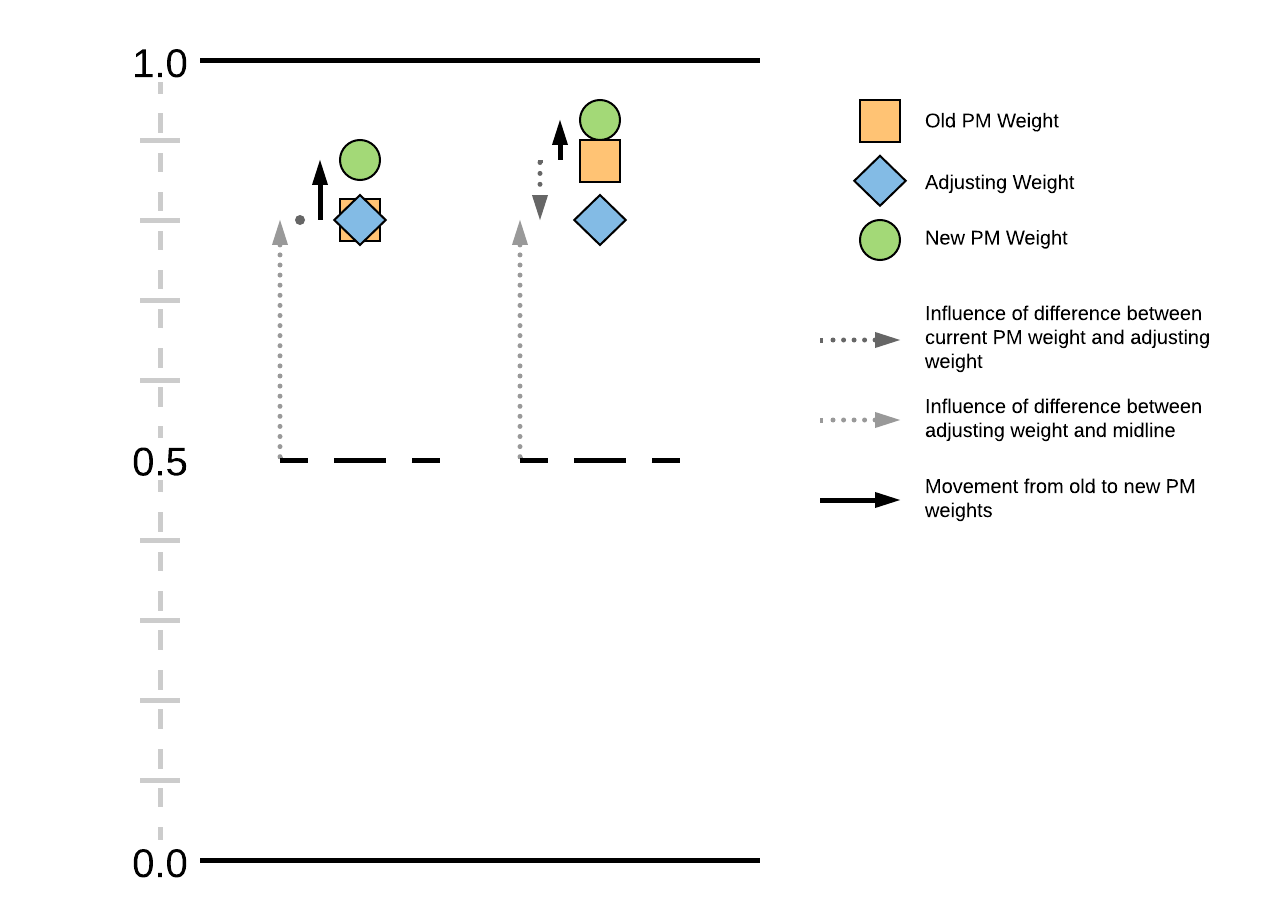 1.0
0.5
0.0
Old PM Weight
Adjusting Weight
New PM Weight
Influence of difference between
current PM weight and adjusting
weight
Influence of difference between
adjusting weight and midline
Movement from old to new PM
weights